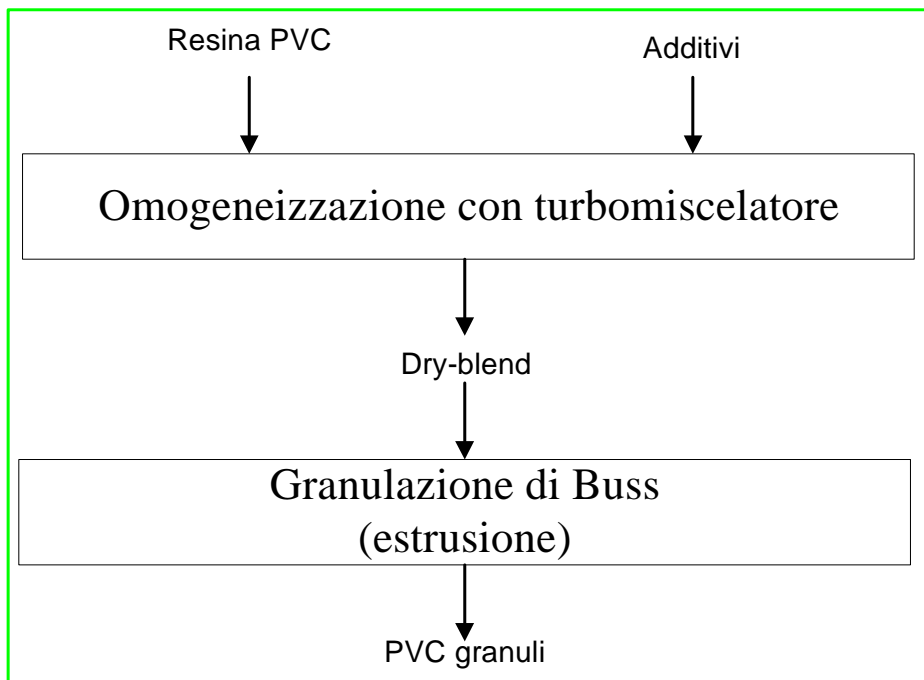 Resina PVC
Additivi
Omogeneizzazione con turbomiscelatore
Dry-blend
Granulazione di Buss
(estrusione)
PVC granuli